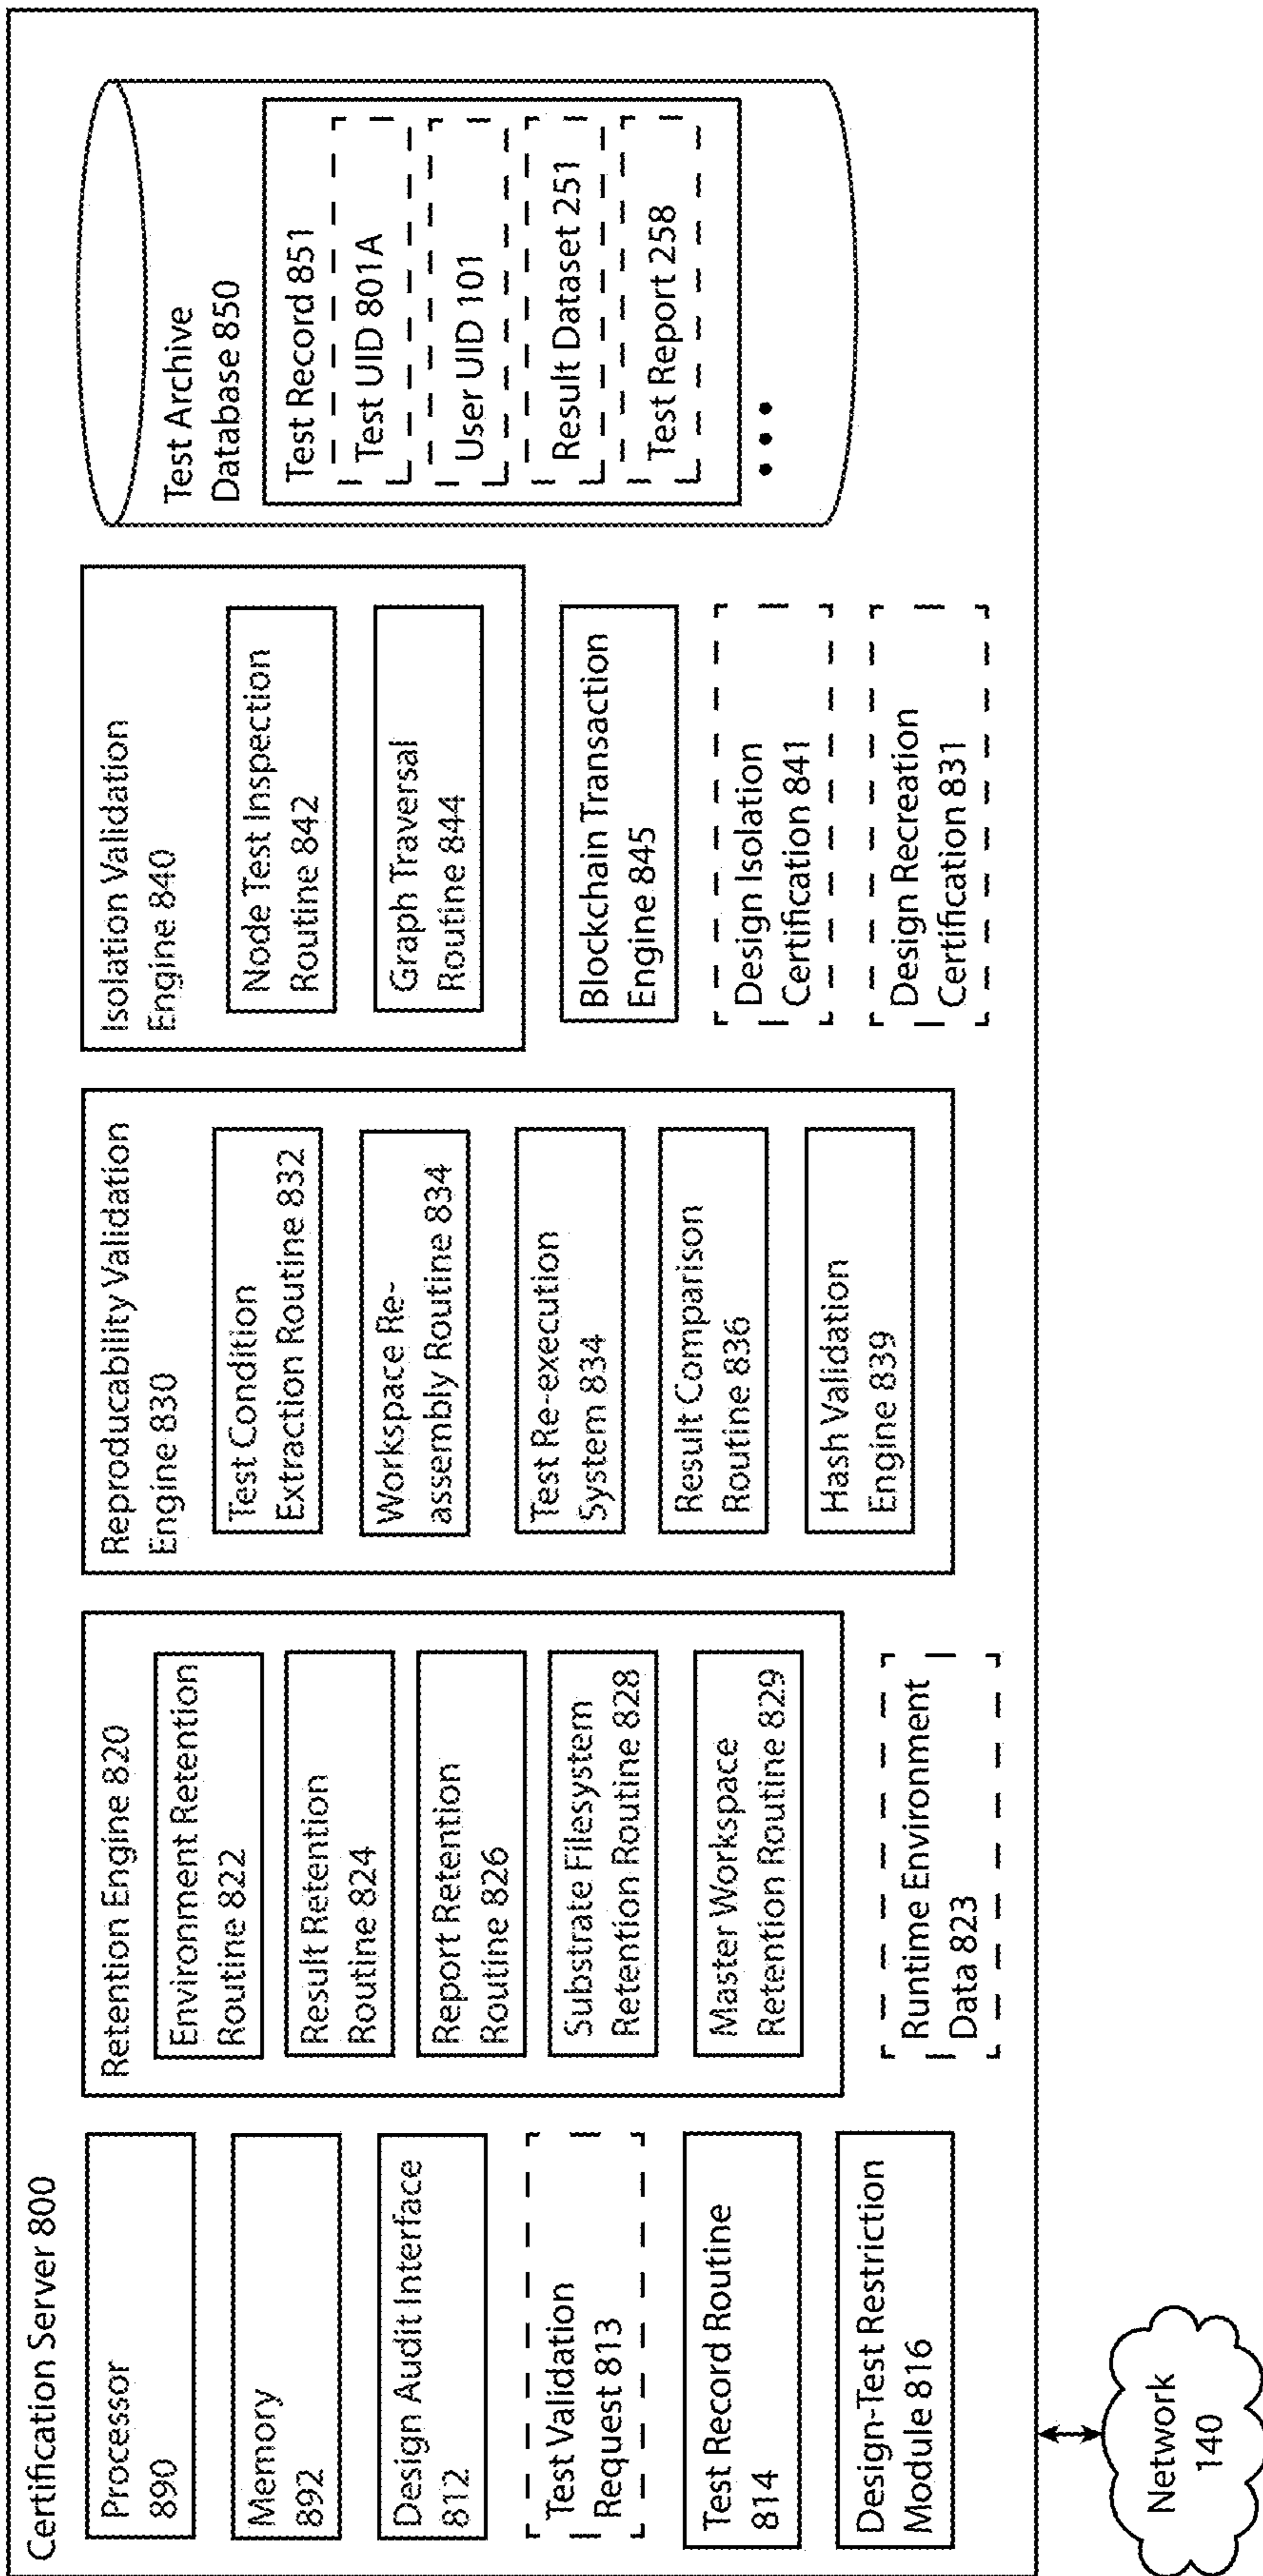 Certification Server 800
Processor
890
Memory
892
Design Audit Interface
812
Test Validation
Request 813
Test Record Routine
814
Design-Test Restriction
Module 816
Retention Engine 820
Environment Retention
Routine 822
Result Retention
Routine 824
Report Retention
Routine 826
Substrate Filesystem
Retention Routine 828
Master Workspace
Retention Routine 829
Runtime Environment
Data 823
Reproducability Validation
Engine 830
Test Condition
Extraction Routine 832
Workspace Re-
assembly Routine 834
Test Re-execution
System 834
Result Comparison
Routine 836
Hash Validation
Engine 839
Isolation Validation
Engine 840
Node Test Inspection
Routine 842
Graph Traversal
Routine 844
Blockchain Transaction
Engine 845
Design Isolation
Certification 841
Design Recreation
Certification 831
Test Archive
Database 850
Test Record 851
Test UID 801A
User UID 101
Result Dataset 251
Test Report 258
...
Network
140